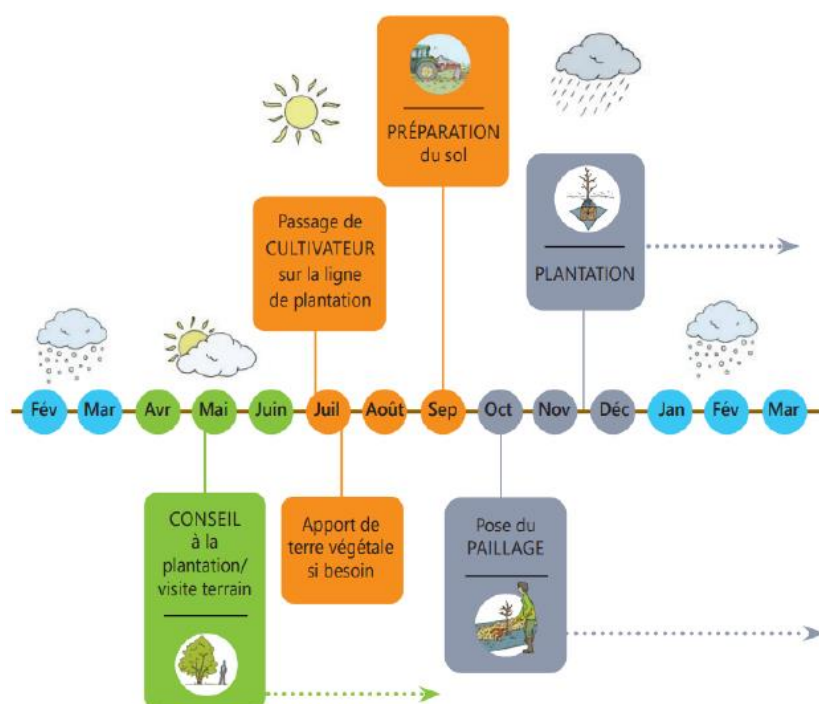 PRÉPARATION
du sol
Passage de
CULTIVATEUR
sur la ligne
de plantation
PLANTATION
Fév
Mar
Avr
Mai
Juin
Juil
Août
Sep
Oct
Nov
Déc
Jan
Fév
Mar
CONSEIL
à la
plantation/
visite terrain
Apport de
terre végétale
si besoin
Pose du
PAILLAGE